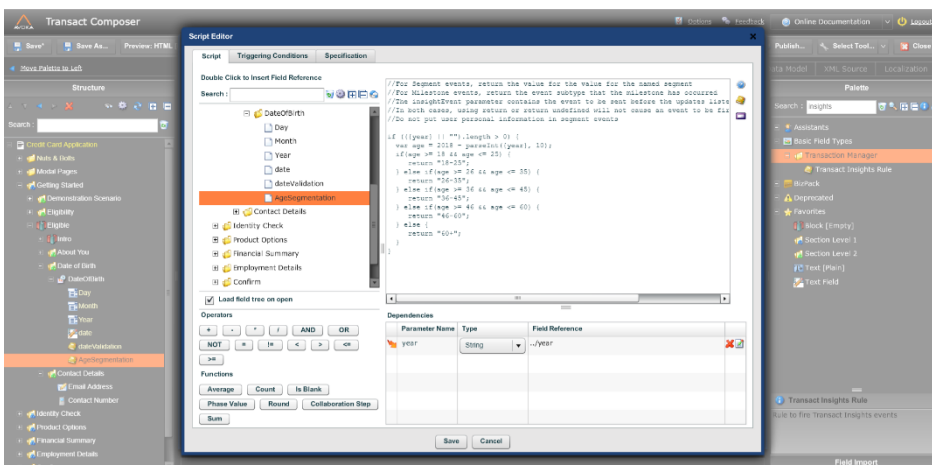 AVOKA
Transact Composer
Options
Feedback
Online Documentation
Logout
Save*
Save As...
Preview: HTML
Publish...
Select Tool...
Close
Move Palette to Left
Data Model
XML Source
Localization
Structure
Search :
Credit Card Application
Nuts & Bolts
Modal Pages
Getting Started
Demonstration Scenario
Eligibility
Eligible
Intro
About You
Date of Birth
DateOfBirth
Day
Month
Year
date
dateValidation
AgeSegmentation
Contact Details
Email Address
Contact Number
Identity Check
Product Options
Financial Summary
Employment Details
Script Editor
Script
Triggering Conditions
Specification
Double Click to Insert Field Reference
Search :
DateOfBirth
Day
Month
Year
date
dateValidation
AgeSegmentation
Contact Details
Identity Check
Product Options
Financial Summary
Employment Details
Confirm
Load field tree on open
Operators
+ - * / AND OR
NOT = != < > <=
>=
Functions
Average Count Is Blank
Phase Value Round Collaboration Step
Sum
//For Segment events, return the value for the value for the named segment
//For Milestone events, return the event subtype that the milestone has occurred
//The insightEvent parameter contains the event to be sent before the updates liste
//In both cases, using return or return undefined will not cause an event to be fir
//Do not put user personal information in segment events
if (([year] || "").length > 0) {
var age = 2018 - parseInt([year], 10);
if(age >= 18 && age <= 25) {
return "18-25";
} else if(age >= 26 && age <= 35) {
return "26-35";
} else if(age >= 36 && age <= 45) {
return "36-45";
} else if(age >= 46 && age <= 60) {
return "46-60";
} else {
return "60+";
}
}
Dependencies
Parameter Name Type Field Reference
year String ../year
Save Cancel
Palette
Search : insights
Assistants
Basic Field Types
Transaction Manager
Transact Insights Rule
BizPack
Deprecated
Favorites
Block [Empty]
Section Level 1
Section Level 2
Text [Plain]
Text Field
Transact Insights Rule
Rule to fire Transact Insights events
Field Import